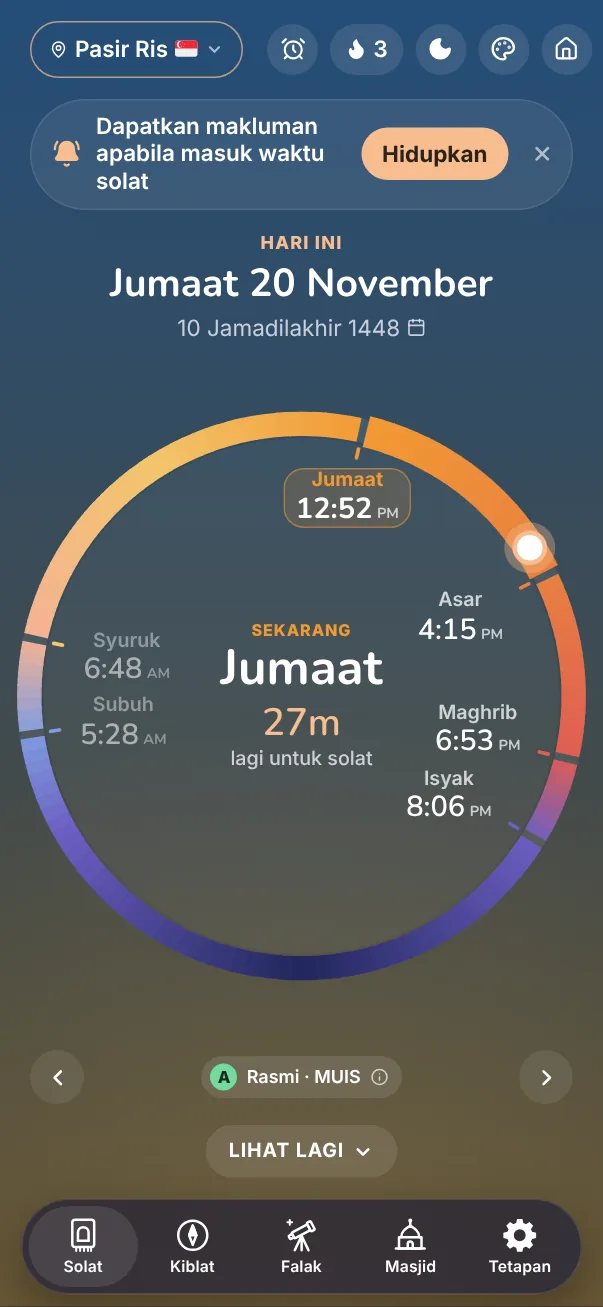 Pasir Ris
3
Dapatkan makluman
apabila masuk waktu
solat
Hidupkan
HARI INI
Jumaat 20 November
10 Jamadilakhir 1448
Jumaat
12:52 PM
Asar
4:15 PM
Syuruk
6:48 AM
Subuh
5:28 AM
SEKARANG
Jumaat
27m
lagi untuk solat
Maghrib
6:53 PM
Isyak
8:06 PM
A Rasmi · MUIS
LIHAT LAGI
Solat
Kiblat
Falak
Masjid
Tetapan